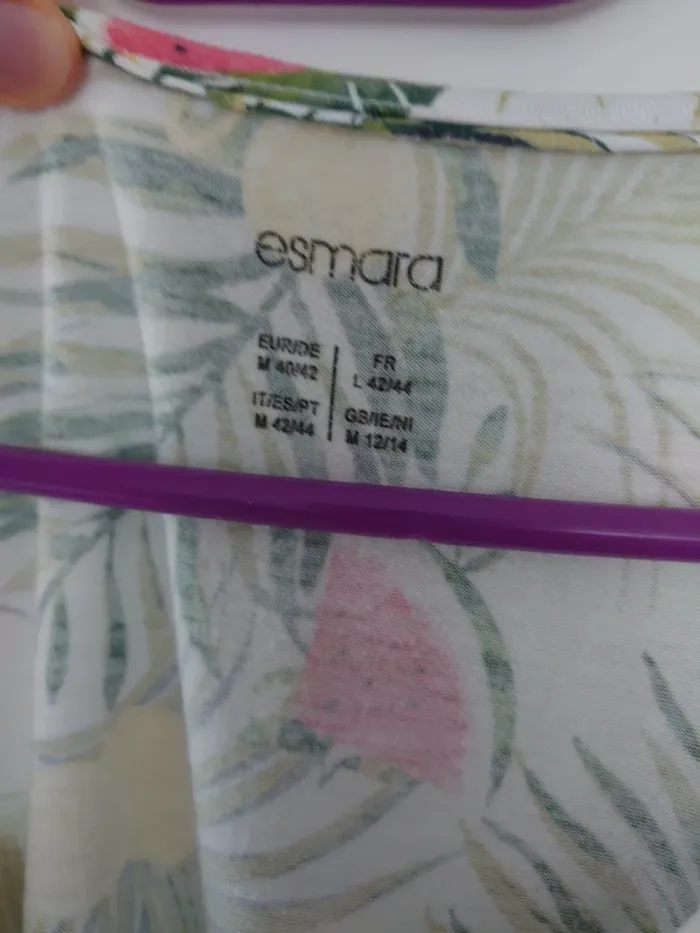 esmara
EUR/DE
M 40/42
FR
L 42/44
IT/ES/PT
M 42/44
GB/IE/NI
M 12/14